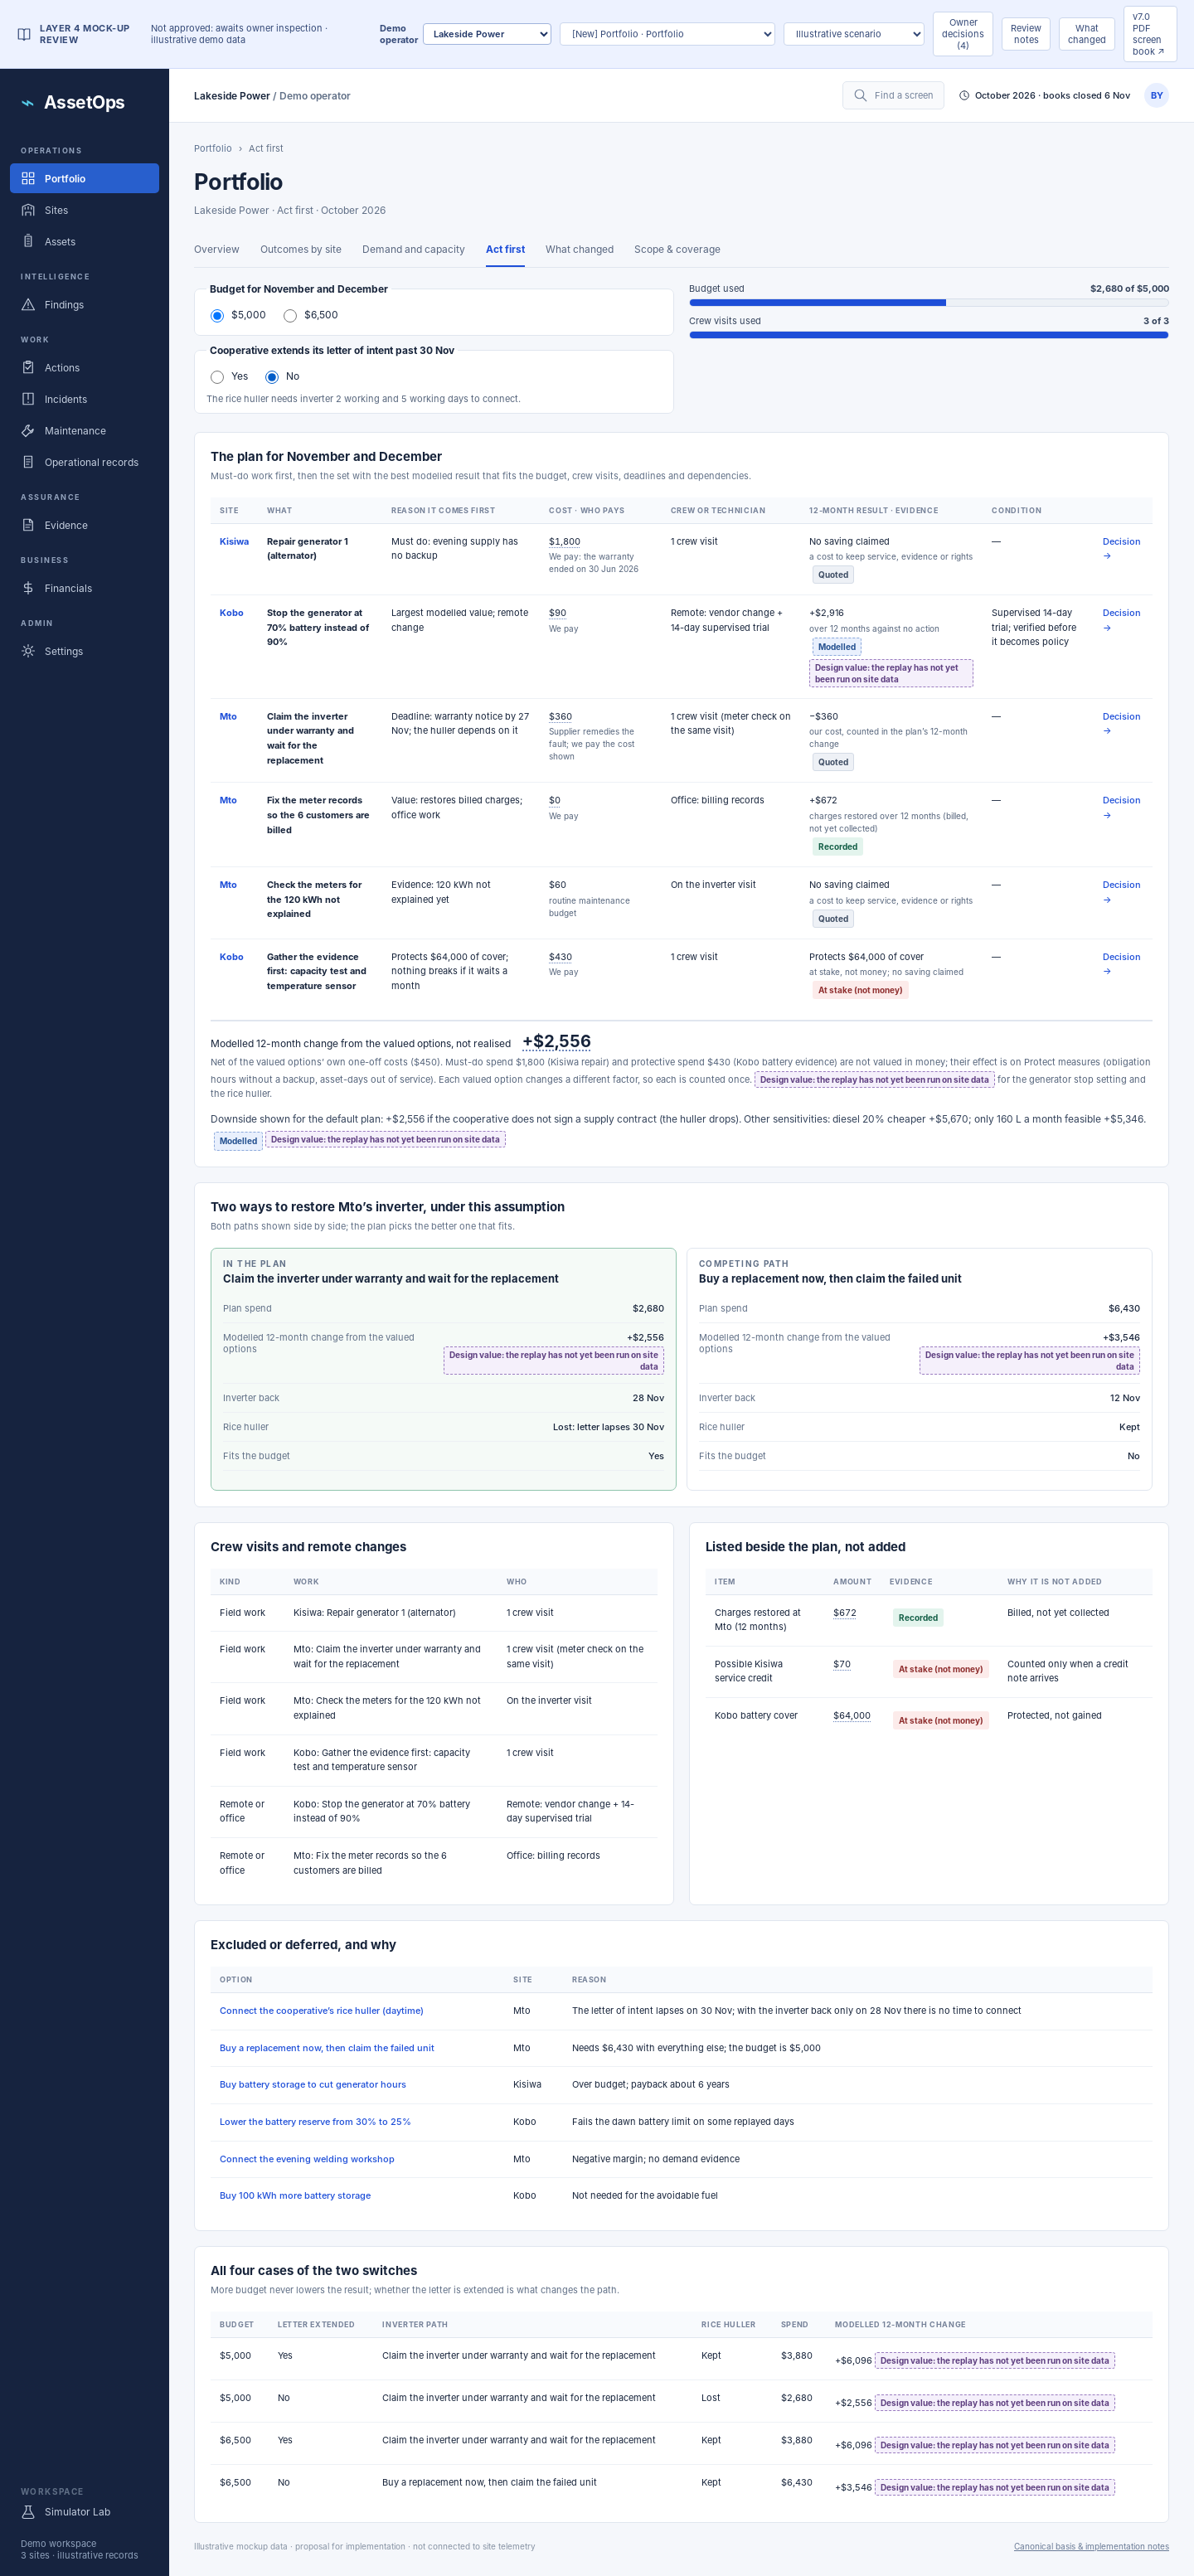 LAYER 4 MOCK-UP
REVIEW
Not approved: awaits owner inspection ·
illustrative demo data
Demo
operator
Lakeside Power
[New] Portfolio · Portfolio
Illustrative scenario
Owner
decisions
(4)
Review
notes
What
changed
v7.0
PDF
screen
book ↗
AssetOps
OPERATIONS
Portfolio
Sites
Assets
INTELLIGENCE
Findings
WORK
Actions
Incidents
Maintenance
Operational records
ASSURANCE
Evidence
BUSINESS
Financials
ADMIN
Settings
WORKSPACE
Simulator Lab
Demo workspace
3 sites · illustrative records
Lakeside Power / Demo operator
Find a screen
October 2026 · books closed 6 Nov
BY
Portfolio › Act first
Portfolio
Lakeside Power · Act first · October 2026
Overview
Outcomes by site
Demand and capacity
Act first
What changed
Scope & coverage
Budget for November and December
$5,000
$6,500
Cooperative extends its letter of intent past 30 Nov
Yes
No
The rice huller needs inverter 2 working and 5 working days to connect.
Budget used
$2,680 of $5,000
Crew visits used
3 of 3
The plan for November and December
Must-do work first, then the set with the best modelled result that fits the budget, crew visits, deadlines and dependencies.
SITE WHAT REASON IT COMES FIRST COST · WHO PAYS CREW OR TECHNICIAN 12-MONTH RESULT · EVIDENCE CONDITION
Kisiwa
Repair generator 1
(alternator)
Must do: evening supply has
no backup
$1,800
We pay: the warranty
ended on 30 Jun 2026
1 crew visit
No saving claimed
a cost to keep service, evidence or rights
Quoted
—
Decision
→
Kobo
Stop the generator at
70% battery instead of
90%
Largest modelled value; remote
change
$90
We pay
Remote: vendor change +
14-day supervised trial
+$2,916
over 12 months against no action
Modelled
Design value: the replay has not yet
been run on site data
Supervised 14-day
trial; verified before
it becomes policy
Decision
→
Mto
Claim the inverter
under warranty and
wait for the
replacement
Deadline: warranty notice by 27
Nov; the huller depends on it
$360
Supplier remedies the
fault; we pay the cost
shown
1 crew visit (meter check on
the same visit)
−$360
our cost, counted in the plan's 12-month
change
Quoted
—
Decision
→
Mto
Fix the meter records
so the 6 customers are
billed
Value: restores billed charges;
office work
$0
We pay
Office: billing records
+$672
charges restored over 12 months (billed,
not yet collected)
Recorded
—
Decision
→
Mto
Check the meters for
the 120 kWh not
explained
Evidence: 120 kWh not
explained yet
$60
routine maintenance
budget
On the inverter visit
No saving claimed
a cost to keep service, evidence or rights
Quoted
—
Decision
→
Kobo
Gather the evidence
first: capacity test and
temperature sensor
Protects $64,000 of cover;
nothing breaks if it waits a
month
$430
We pay
1 crew visit
Protects $64,000 of cover
at stake, not money; no saving claimed
At stake (not money)
—
Decision
→
Modelled 12-month change from the valued options, not realised +$2,556
Net of the valued options' own one-off costs ($450). Must-do spend $1,800 (Kisiwa repair) and protective spend $430 (Kobo battery evidence) are not valued in money; their effect is on Protect measures (obligation
hours without a backup, asset-days out of service). Each valued option changes a different factor, so each is counted once. Design value: the replay has not yet been run on site data for the generator stop setting and
the rice huller.
Downside shown for the default plan: +$2,556 if the cooperative does not sign a supply contract (the huller drops). Other sensitivities: diesel 20% cheaper +$5,670; only 160 L a month feasible +$5,346.
Modelled Design value: the replay has not yet been run on site data
Two ways to restore Mto's inverter, under this assumption
Both paths shown side by side; the plan picks the better one that fits.
IN THE PLAN
Claim the inverter under warranty and wait for the replacement
Plan spend
$2,680
Modelled 12-month change from the valued
options
+$2,556
Design value: the replay has not yet been run on site
data
Inverter back
28 Nov
Rice huller
Lost: letter lapses 30 Nov
Fits the budget
Yes
COMPETING PATH
Buy a replacement now, then claim the failed unit
Plan spend
$6,430
Modelled 12-month change from the valued
options
+$3,546
Design value: the replay has not yet been run on site
data
Inverter back
12 Nov
Rice huller
Kept
Fits the budget
No
Crew visits and remote changes
KIND WORK WHO
Field work
Kisiwa: Repair generator 1 (alternator)
1 crew visit
Field work
Mto: Claim the inverter under warranty and
wait for the replacement
1 crew visit (meter check on the
same visit)
Field work
Mto: Check the meters for the 120 kWh not
explained
On the inverter visit
Field work
Kobo: Gather the evidence first: capacity
test and temperature sensor
1 crew visit
Remote or
office
Kobo: Stop the generator at 70% battery
instead of 90%
Remote: vendor change + 14-
day supervised trial
Remote or
office
Mto: Fix the meter records so the 6
customers are billed
Office: billing records
Listed beside the plan, not added
ITEM AMOUNT EVIDENCE WHY IT IS NOT ADDED
Charges restored at
Mto (12 months)
$672
Recorded
Billed, not yet collected
Possible Kisiwa
service credit
$70
At stake (not money)
Counted only when a credit
note arrives
Kobo battery cover
$64,000
At stake (not money)
Protected, not gained
Excluded or deferred, and why
OPTION SITE REASON
Connect the cooperative's rice huller (daytime) Mto The letter of intent lapses on 30 Nov; with the inverter back only on 28 Nov there is no time to connect
Buy a replacement now, then claim the failed unit Mto Needs $6,430 with everything else; the budget is $5,000
Buy battery storage to cut generator hours Kisiwa Over budget; payback about 6 years
Lower the battery reserve from 30% to 25% Kobo Fails the dawn battery limit on some replayed days
Connect the evening welding workshop Mto Negative margin; no demand evidence
Buy 100 kWh more battery storage Kobo Not needed for the avoidable fuel
All four cases of the two switches
More budget never lowers the result; whether the letter is extended is what changes the path.
BUDGET LETTER EXTENDED INVERTER PATH RICE HULLER SPEND MODELLED 12-MONTH CHANGE
$5,000 Yes Claim the inverter under warranty and wait for the replacement Kept $3,880 +$6,096 Design value: the replay has not yet been run on site data
$5,000 No Claim the inverter under warranty and wait for the replacement Lost $2,680 +$2,556 Design value: the replay has not yet been run on site data
$6,500 Yes Claim the inverter under warranty and wait for the replacement Kept $3,880 +$6,096 Design value: the replay has not yet been run on site data
$6,500 No Buy a replacement now, then claim the failed unit Kept $6,430 +$3,546 Design value: the replay has not yet been run on site data
Illustrative mockup data · proposal for implementation · not connected to site telemetry
Canonical basis & implementation notes